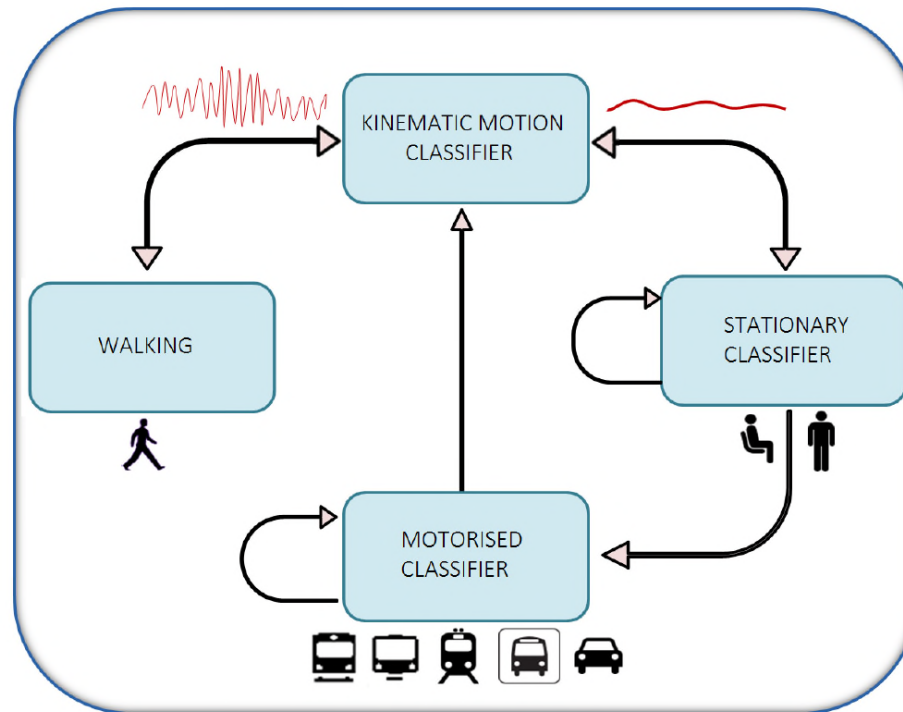 KINEMATIC MOTION
CLASSIFIER
WALKING
STATIONARY
CLASSIFIER
MOTORISED
CLASSIFIER